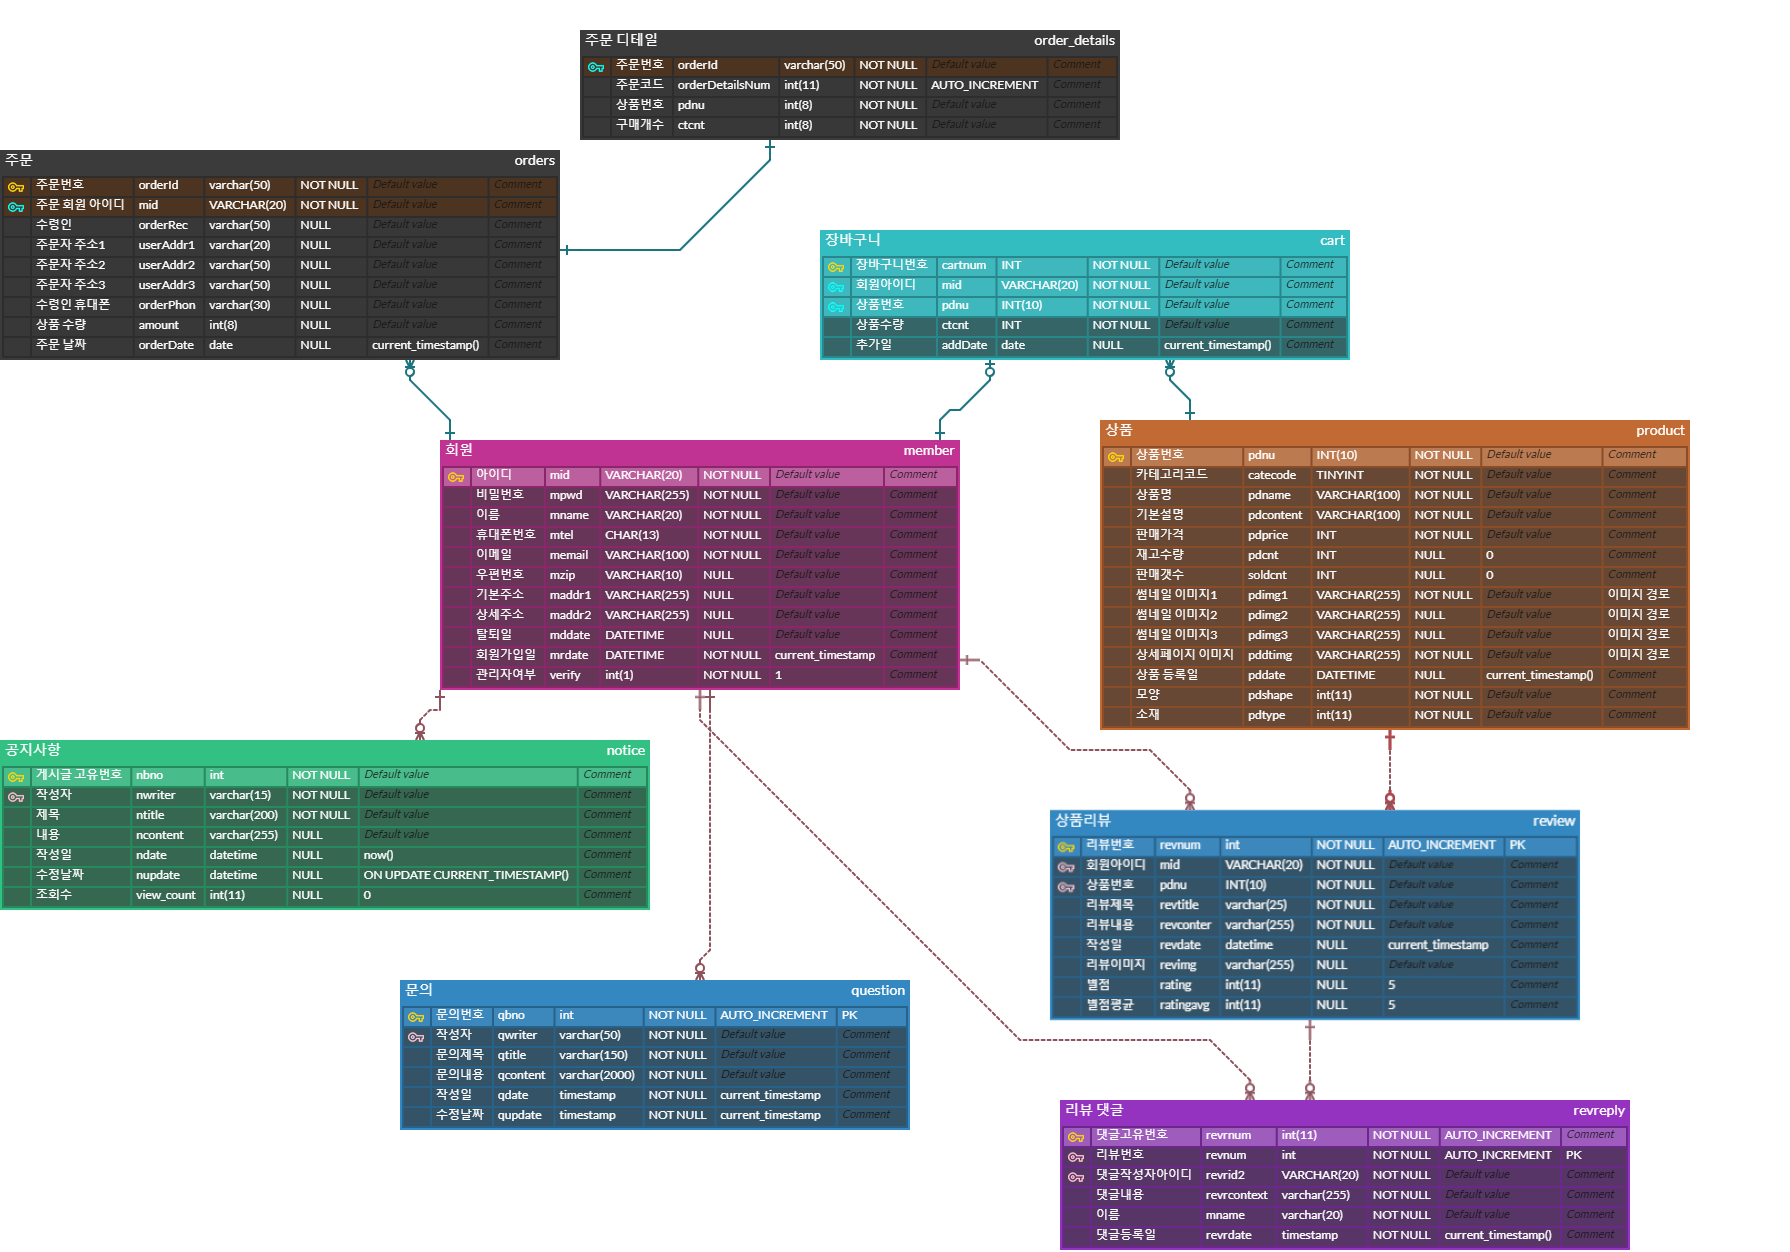 주문 디테일 order_details
주문번호 orderId varchar(50) NOT NULL Default value Comment
주문코드 orderDetailsNum int(11) NOT NULL AUTO_INCREMENT Comment
상품번호 pdnu int(8) NOT NULL Default value Comment
구매개수 ctcnt int(8) NOT NULL Default value Comment
주문 orders
주문번호 orderId varchar(50) NOT NULL Default value Comment
주문 회원 아이디 mid VARCHAR(20) NOT NULL Default value Comment
수령인 orderRec varchar(50) NULL Default value Comment
주문자 주소1 userAddr1 varchar(20) NULL Default value Comment
주문자 주소2 userAddr2 varchar(50) NULL Default value Comment
주문자 주소3 userAddr3 varchar(50) NULL Default value Comment
수령인 휴대폰 orderPhon varchar(30) NULL Default value Comment
상품 수량 amount int(8) NULL Default value Comment
주문 날짜 orderDate date NULL current_timestamp() Comment
장바구니 cart
장바구니번호 cartnum INT NOT NULL Default value Comment
회원아이디 mid VARCHAR(20) NOT NULL Default value Comment
상품번호 pdnu INT(10) NOT NULL Default value Comment
상품수량 ctcnt INT NOT NULL Default value Comment
추가일 addDate date NULL current_timestamp() Comment
회원 member
아이디 mid VARCHAR(20) NOT NULL Default value Comment
비밀번호 mpwd VARCHAR(255) NOT NULL Default value Comment
이름 mname VARCHAR(20) NOT NULL Default value Comment
휴대폰번호 mtel CHAR(13) NOT NULL Default value Comment
이메일 memail VARCHAR(100) NOT NULL Default value Comment
우편번호 mzip VARCHAR(10) NULL Default value Comment
기본주소 maddr1 VARCHAR(255) NULL Default value Comment
상세주소 maddr2 VARCHAR(255) NULL Default value Comment
탈퇴일 mddate DATETIME NULL Default value Comment
회원가입일 mrdate DATETIME NOT NULL current_timestamp Comment
관리자여부 verify int(1) NOT NULL 1 Comment
상품 product
상품번호 pdnu INT(10) NOT NULL Default value Comment
카테고리코드 catecode TINYINT NOT NULL Default value Comment
상품명 pdname VARCHAR(100) NOT NULL Default value Comment
기본설명 pdcontent VARCHAR(100) NOT NULL Default value Comment
판매가격 pdprice INT NOT NULL Default value Comment
재고수량 pdcnt INT NULL 0 Comment
판매갯수 soldcnt INT NULL 0 Comment
썸네일 이미지1 pdimg1 VARCHAR(255) NOT NULL Default value 이미지 경로
썸네일 이미지2 pdimg2 VARCHAR(255) NULL Default value 이미지 경로
썸네일 이미지3 pdimg3 VARCHAR(255) NULL Default value 이미지 경로
상세페이지 이미지 pddtimg VARCHAR(255) NOT NULL Default value 이미지 경로
상품 등록일 pddate DATETIME NULL current_timestamp() Comment
모양 pdshape int(11) NOT NULL Default value Comment
소재 pdtype int(11) NOT NULL Default value Comment
공지사항 notice
게시글 고유번호 nbno int NOT NULL Default value Comment
작성자 nwriter varchar(15) NOT NULL Default value Comment
제목 ntitle varchar(200) NOT NULL Default value Comment
내용 ncontent varchar(255) NULL Default value Comment
작성일 ndate datetime NULL now() Comment
수정날짜 nupdate datetime NULL ON UPDATE CURRENT_TIMESTAMP() Comment
조회수 view_count int(11) NULL 0 Comment
상품리뷰 review
리뷰번호 revnum int NOT NULL AUTO_INCREMENT PK
회원아이디 mid VARCHAR(20) NOT NULL Default value Comment
상품번호 pdnu INT(10) NOT NULL Default value Comment
리뷰제목 revtitle varchar(25) NOT NULL Default value Comment
리뷰내용 revconter varchar(255) NOT NULL Default value Comment
작성일 revdate datetime NULL current_timestamp Comment
리뷰이미지 revimg varchar(255) NULL Default value Comment
별점 rating int(11) NULL 5 Comment
별점평균 ratingavg int(11) NULL 5 Comment
문의 question
문의번호 qbno int NOT NULL AUTO_INCREMENT PK
작성자 qwriter varchar(50) NOT NULL Default value Comment
문의제목 qtitle varchar(150) NOT NULL Default value Comment
문의내용 qcontent varchar(2000) NOT NULL Default value Comment
작성일 qdate timestamp NOT NULL current_timestamp Comment
수정날짜 qupdate timestamp NOT NULL current_timestamp Comment
리뷰 댓글 revreply
댓글고유번호 revrnum int(11) NOT NULL AUTO_INCREMENT Comment
리뷰번호 revnum int NOT NULL AUTO_INCREMENT PK
댓글작성자아이디 revrid2 VARCHAR(20) NOT NULL Default value Comment
댓글내용 revrcontext varchar(255) NOT NULL Default value Comment
이름 mname varchar(20) NOT NULL Default value Comment
댓글등록일 revrdate timestamp NOT NULL current_timestamp() Comment